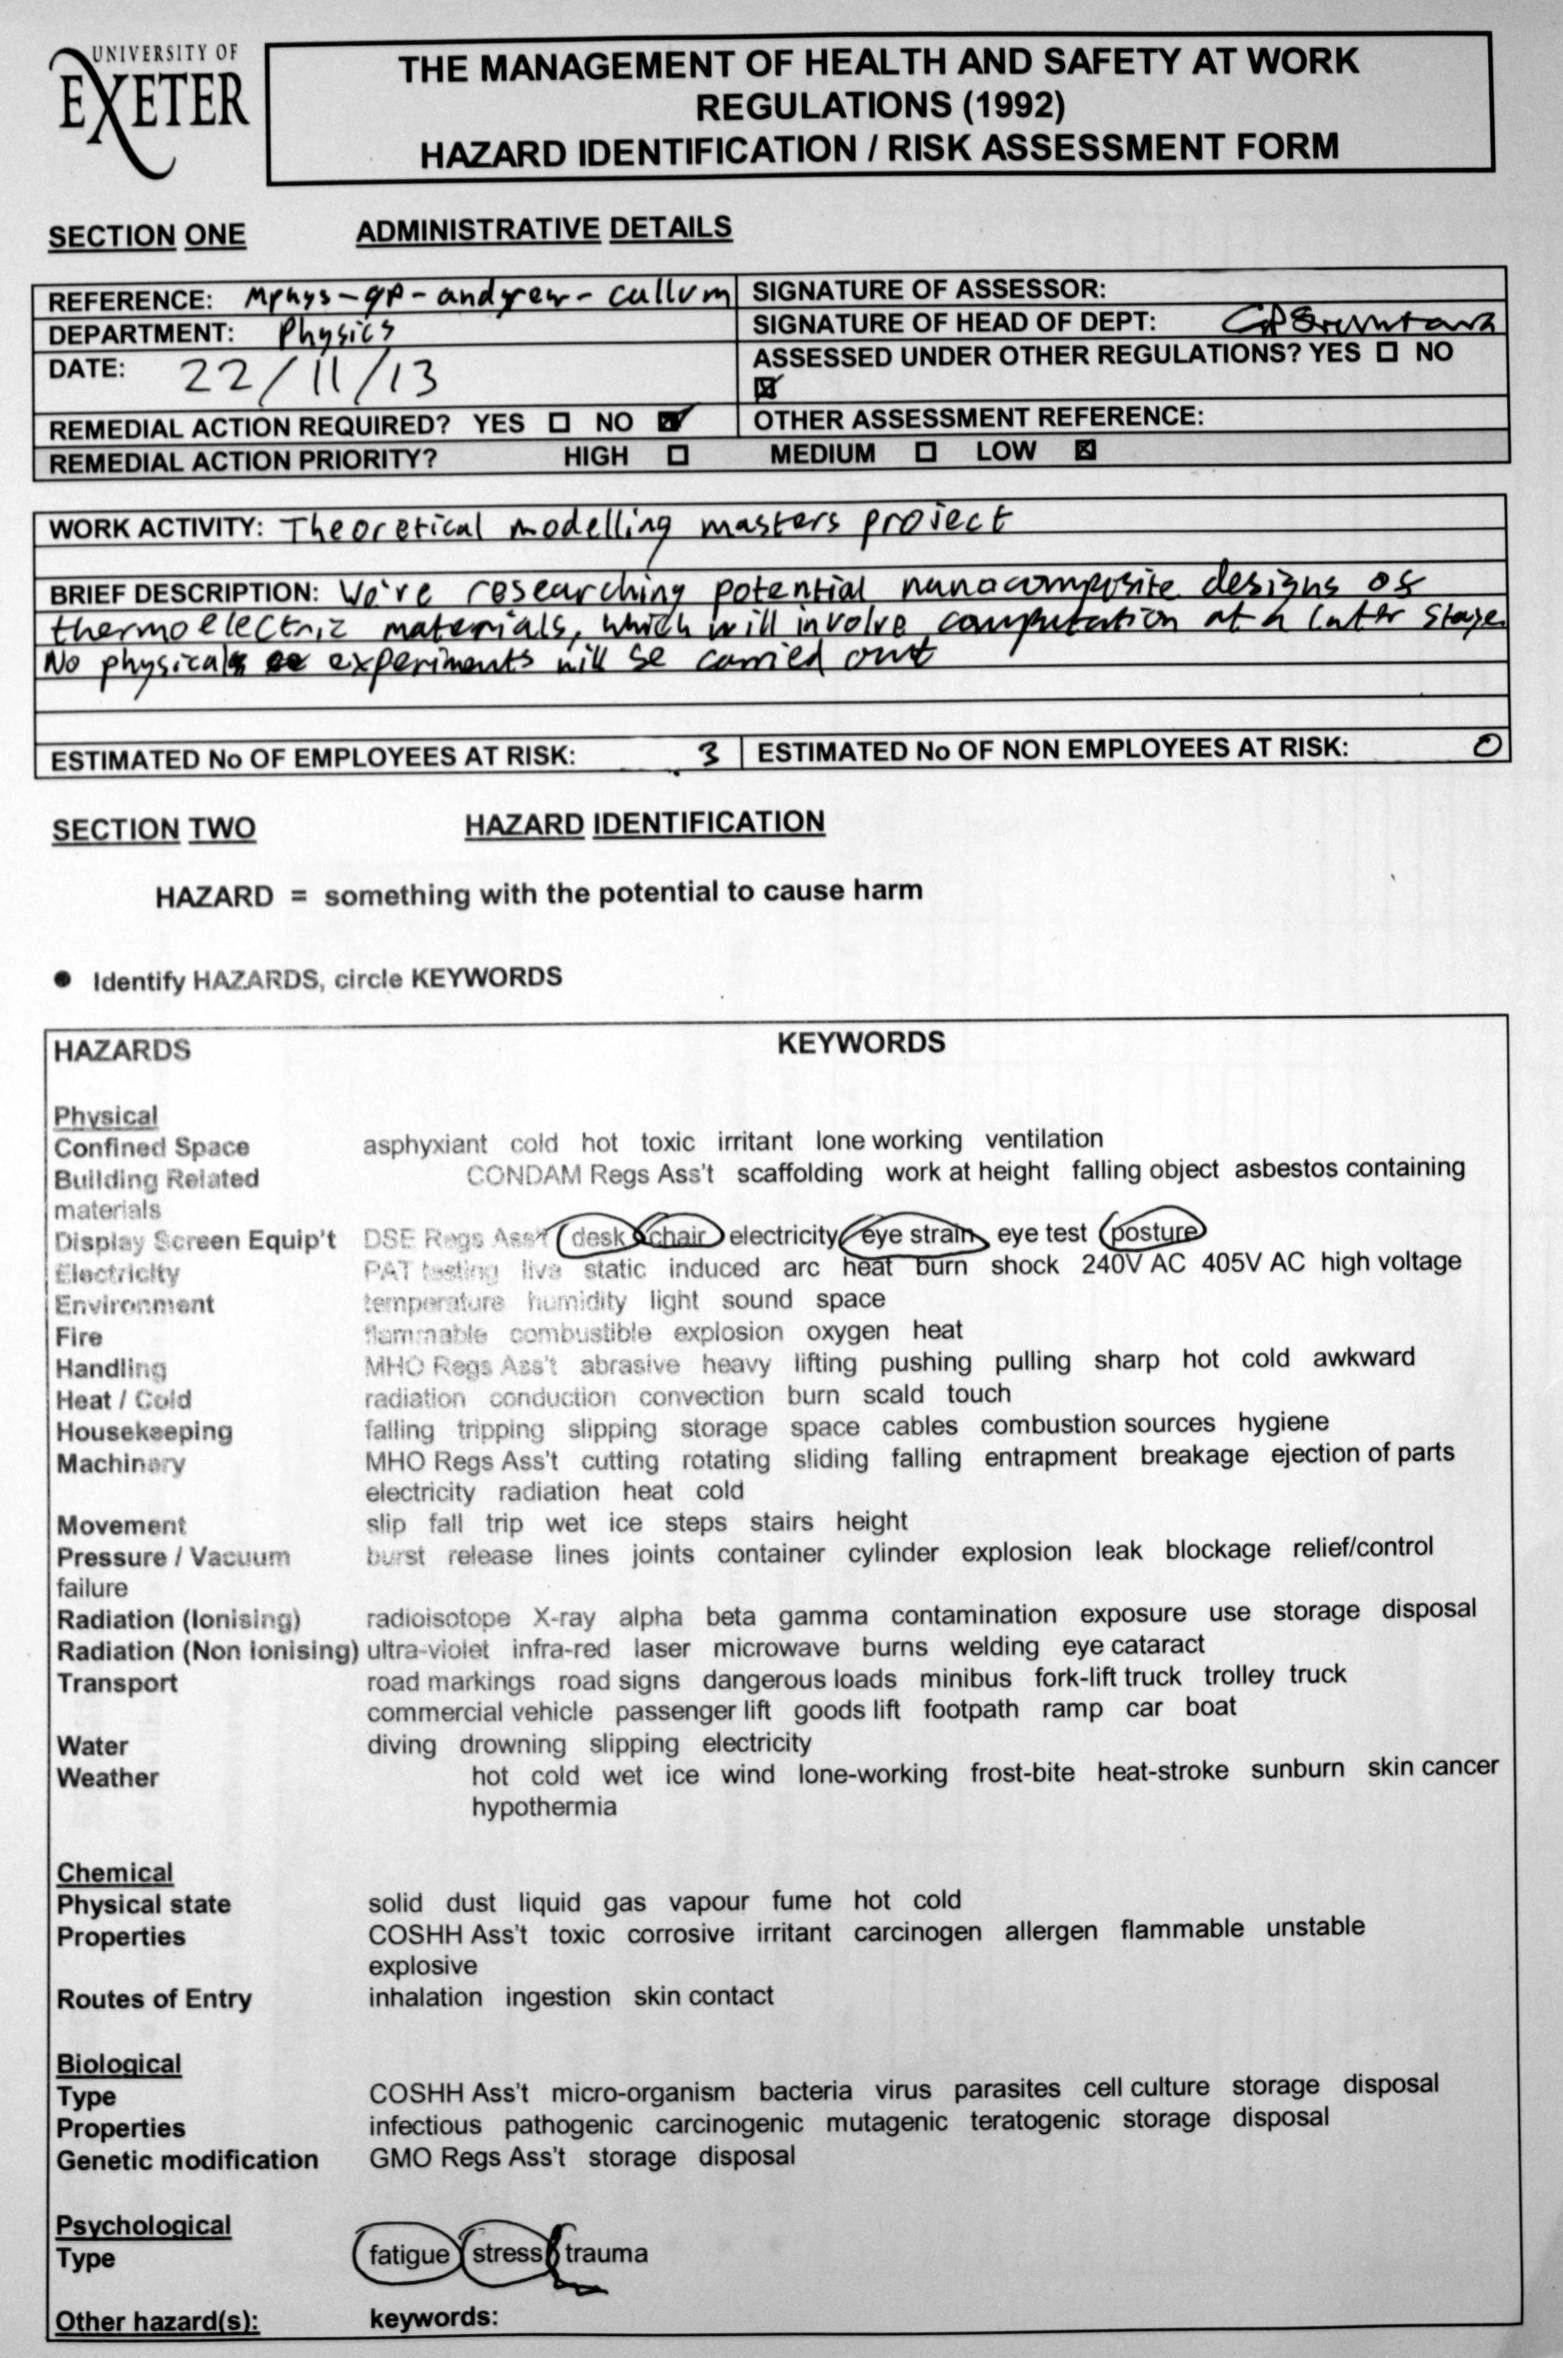 UNIVERSITY OF
EXETER
THE MANAGEMENT OF HEALTH AND SAFETY AT WORK
REGULATIONS (1992)
HAZARD IDENTIFICATION / RISK ASSESSMENT FORM
SECTION ONE ADMINISTRATIVE DETAILS
REFERENCE: Mphys-qp-andrew-cullum SIGNATURE OF ASSESSOR:
DEPARTMENT: Physics SIGNATURE OF HEAD OF DEPT:
DATE: 22/11/13 ASSESSED UNDER OTHER REGULATIONS? YES ☐ NO
☒
REMEDIAL ACTION REQUIRED? YES ☐ NO ☒ OTHER ASSESSMENT REFERENCE:
REMEDIAL ACTION PRIORITY? HIGH ☐ MEDIUM ☐ LOW ☒
WORK ACTIVITY: Theoretical modelling masters project
BRIEF DESCRIPTION: We're researching potential nanocomposite designs of
thermoelectric materials, which will involve computation at a later stage.
No physical experiments will be carried out
ESTIMATED No OF EMPLOYEES AT RISK: 3 ESTIMATED No OF NON EMPLOYEES AT RISK: 0
SECTION TWO HAZARD IDENTIFICATION
HAZARD = something with the potential to cause harm
● Identify HAZARDS, circle KEYWORDS
HAZARDS KEYWORDS
Physical
Confined Space asphyxiant cold hot toxic irritant lone working ventilation
Building Related CONDAM Regs Ass't scaffolding work at height falling object asbestos containing
materials
Display Screen Equip't DSE Regs Ass't desk chair electricity eye strain eye test posture
Electricity PAT testing live static induced arc heat burn shock 240V AC 405V AC high voltage
Environment temperature humidity light sound space
Fire flammable combustible explosion oxygen heat
Handling MHO Regs Ass't abrasive heavy lifting pushing pulling sharp hot cold awkward
Heat / Cold radiation conduction convection burn scald touch
Housekeeping falling tripping slipping storage space cables combustion sources hygiene
Machinery MHO Regs Ass't cutting rotating sliding falling entrapment breakage ejection of parts
electricity radiation heat cold
Movement slip fall trip wet ice steps stairs height
Pressure / Vacuum burst release lines joints container cylinder explosion leak blockage relief/control
failure
Radiation (Ionising) radioisotope X-ray alpha beta gamma contamination exposure use storage disposal
Radiation (Non Ionising) ultra-violet infra-red laser microwave burns welding eye cataract
Transport road markings road signs dangerous loads minibus fork-lift truck trolley truck
commercial vehicle passenger lift goods lift footpath ramp car boat
Water diving drowning slipping electricity
Weather hot cold wet ice wind lone-working frost-bite heat-stroke sunburn skin cancer
hypothermia
Chemical
Physical state solid dust liquid gas vapour fume hot cold
Properties COSHH Ass't toxic corrosive irritant carcinogen allergen flammable unstable
explosive
Routes of Entry inhalation ingestion skin contact
Biological
Type COSHH Ass't micro-organism bacteria virus parasites cell culture storage disposal
Properties infectious pathogenic carcinogenic mutagenic teratogenic storage disposal
Genetic modification GMO Regs Ass't storage disposal
Psychological
Type fatigue stress trauma
Other hazard(s): keywords: